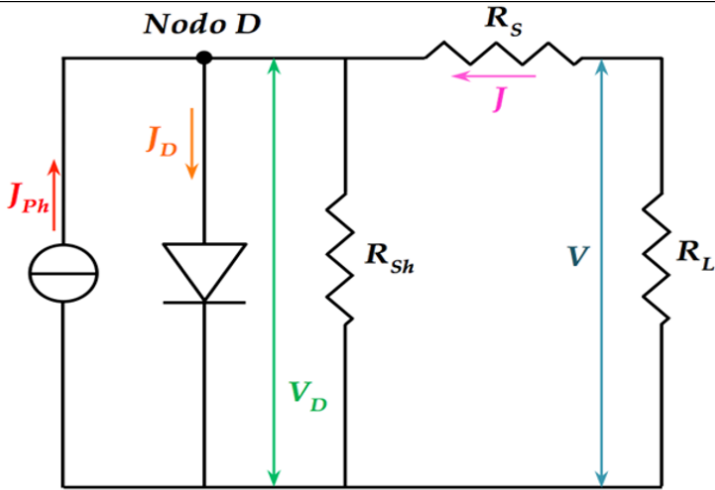 Nodo D
R_S
J
J_D
J_Ph
R_Sh
V
R_L
V_D